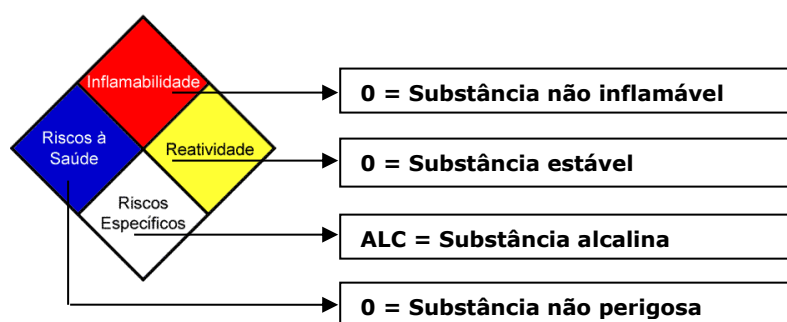 Inflamabilidade
Riscos à
Saúde
Reatividade
Riscos
Específicos
0 = Substância não inflamável
0 = Substância estável
ALC = Substância alcalina
0 = Substância não perigosa